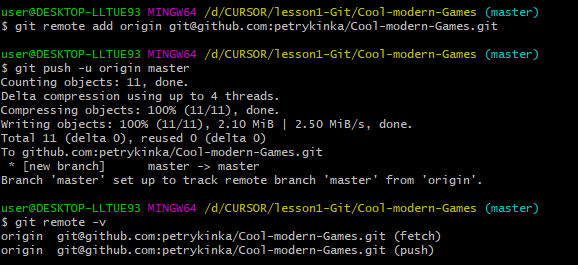 user@DESKTOP-LLTUE93 MINGW64 /d/CURSOR/lesson1-Git/Cool-modern-Games (master)
$ git remote add origin git@github.com:petrykinka/Cool-modern-Games.git
user@DESKTOP-LLTUE93 MINGW64 /d/CURSOR/lesson1-Git/Cool-modern-Games (master)
$ git push -u origin master
Counting objects: 11, done.
Delta compression using up to 4 threads.
Compressing objects: 100% (11/11), done.
Writing objects: 100% (11/11), 2.10 MiB | 2.50 MiB/s, done.
Total 11 (delta 0), reused 0 (delta 0)
To github.com:petrykinka/Cool-modern-Games.git
 * [new branch]      master -> master
Branch 'master' set up to track remote branch 'master' from 'origin'.
user@DESKTOP-LLTUE93 MINGW64 /d/CURSOR/lesson1-Git/Cool-modern-Games (master)
$ git remote -v
origin  git@github.com:petrykinka/Cool-modern-Games.git (fetch)
origin  git@github.com:petrykinka/Cool-modern-Games.git (push)